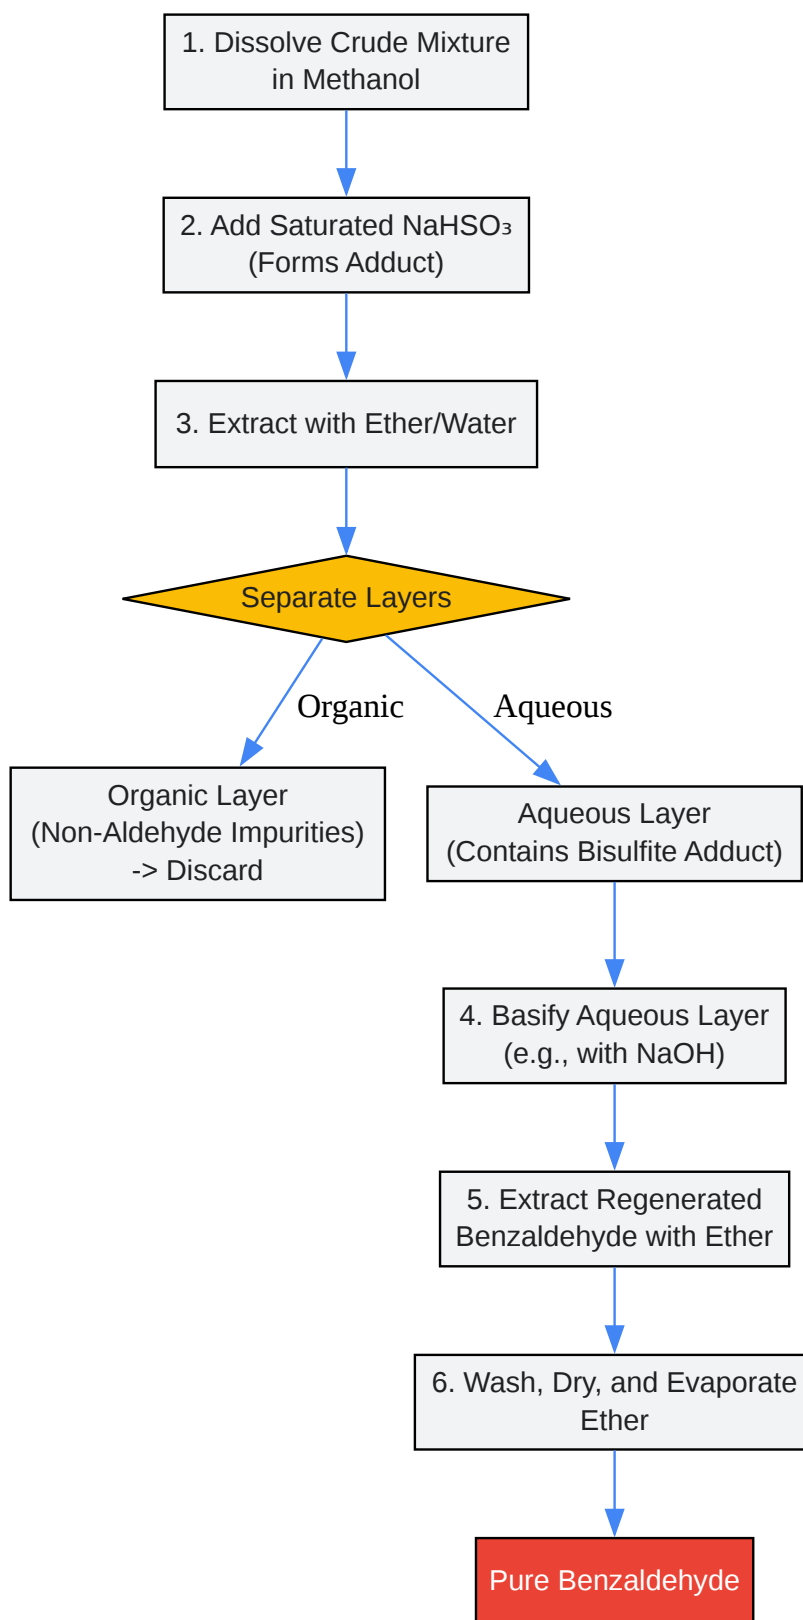 1. Dissolve Crude Mixture
in Methanol
2. Add Saturated NaHSO₃
(Forms Adduct)
3. Extract with Ether/Water
Separate Layers
Organic
Aqueous
Organic Layer
(Non-Aldehyde Impurities)
-> Discard
Aqueous Layer
(Contains Bisulfite Adduct)
4. Basify Aqueous Layer
(e.g., with NaOH)
5. Extract Regenerated
Benzaldehyde with Ether
6. Wash, Dry, and Evaporate
Ether
Pure Benzaldehyde